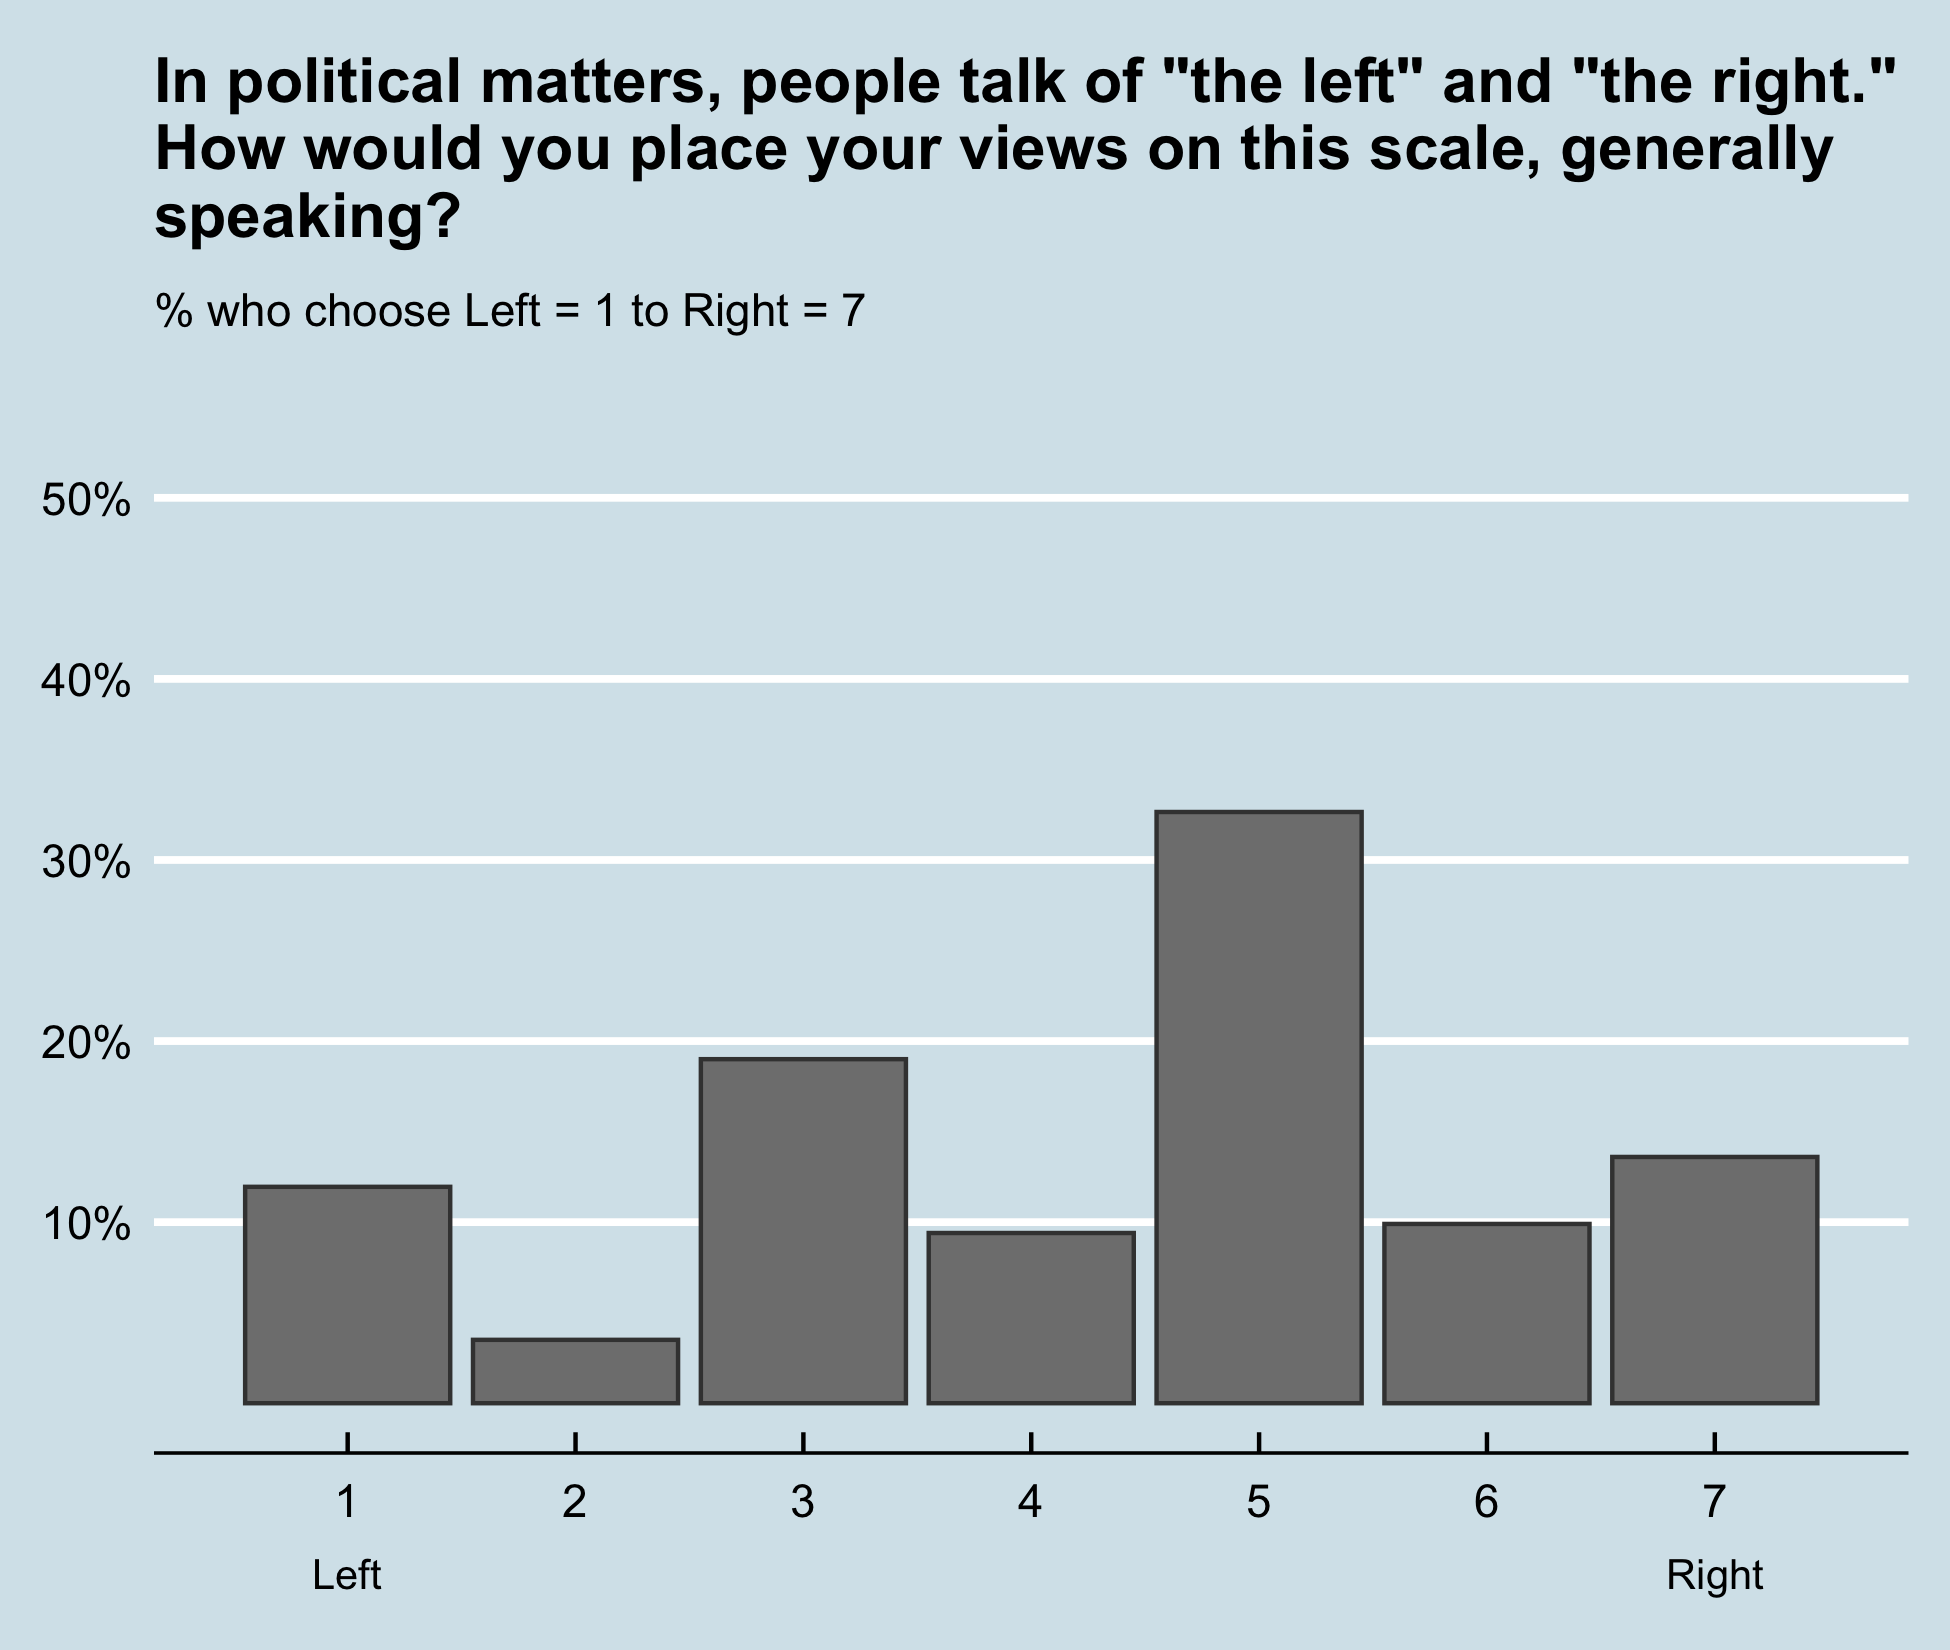 In political matters, people talk of "the left" and "the right."
How would you place your views on this scale, generally
speaking?
% who choose Left = 1 to Right = 7
50%
40%
30%
20%
10%
1 2 3 4 5 6 7
Left Right